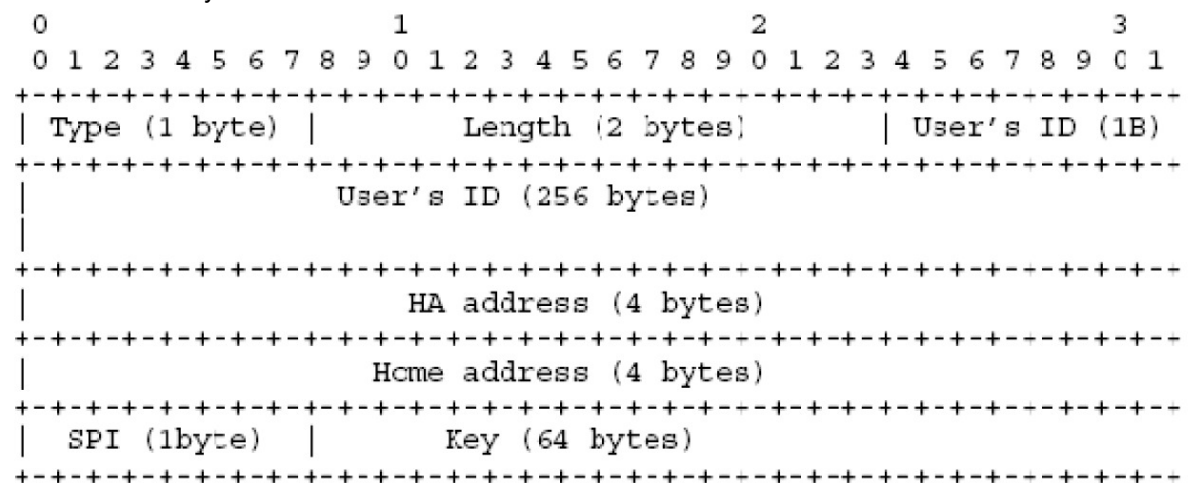 0 1 2 3
0 1 2 3 4 5 6 7 8 9 0 1 2 3 4 5 6 7 8 9 0 1 2 3 4 5 6 7 8 9 0 1
+-+-+-+-+-+-+-+-+-+-+-+-+-+-+-+-+-+-+-+-+-+-+-+-+-+-+-+-+-+-+-+-+
| Type (1 byte) | Length (2 bytes) | User's ID (1B)
+-+-+-+-+-+-+-+-+-+-+-+-+-+-+-+-+-+-+-+-+-+-+-+-+-+-+-+-+-+-+-+-+
| User's ID (256 bytes)
|
+-+-+-+-+-+-+-+-+-+-+-+-+-+-+-+-+-+-+-+-+-+-+-+-+-+-+-+-+-+-+-+-+
| HA address (4 bytes)
+-+-+-+-+-+-+-+-+-+-+-+-+-+-+-+-+-+-+-+-+-+-+-+-+-+-+-+-+-+-+-+-+
| Home address (4 bytes)
+-+-+-+-+-+-+-+-+-+-+-+-+-+-+-+-+-+-+-+-+-+-+-+-+-+-+-+-+-+-+-+-+
| SPI (1byte) | Key (64 bytes)
+-+-+-+-+-+-+-+-+-+-+-+-+-+-+-+-+-+-+-+-+-+-+-+-+-+-+-+-+-+-+-+-+